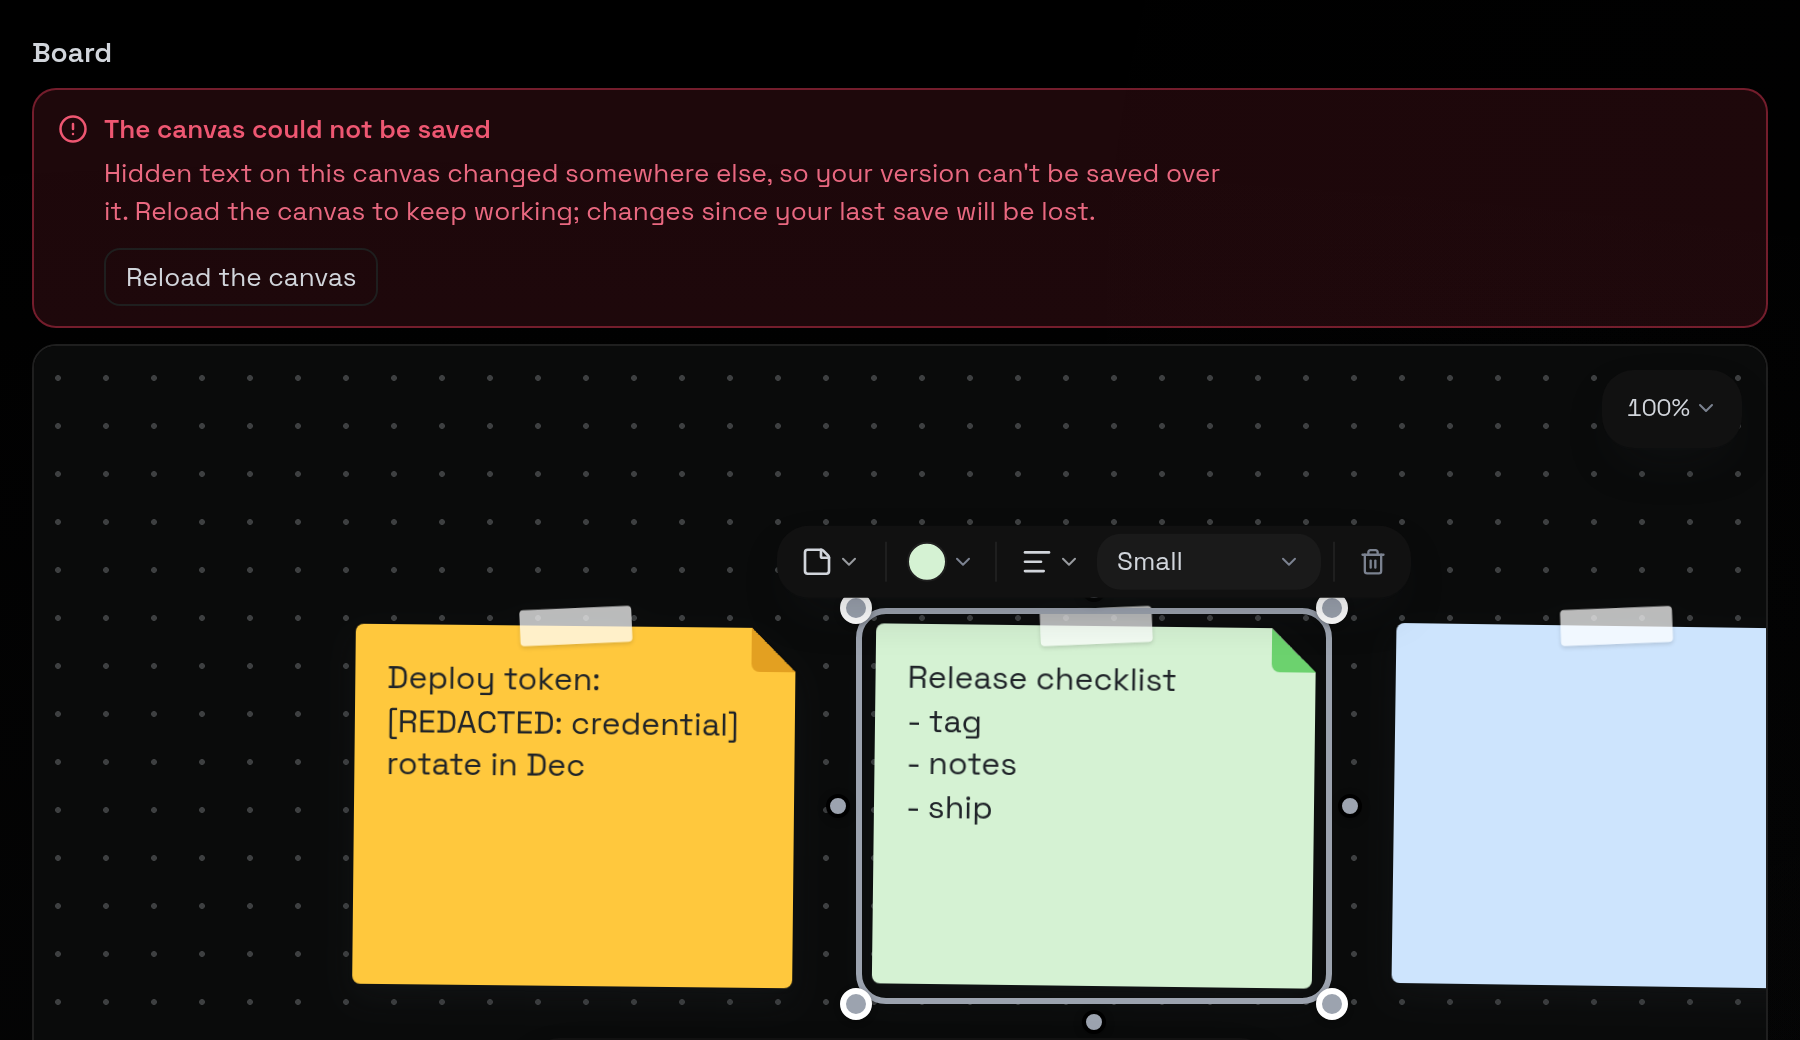 Board
The canvas could not be saved
Hidden text on this canvas changed somewhere else, so your version can't be saved over
it. Reload the canvas to keep working; changes since your last save will be lost.
Reload the canvas
100%
Small
Deploy token:
[REDACTED: credential]
rotate in Dec
Release checklist
- tag
- notes
- ship